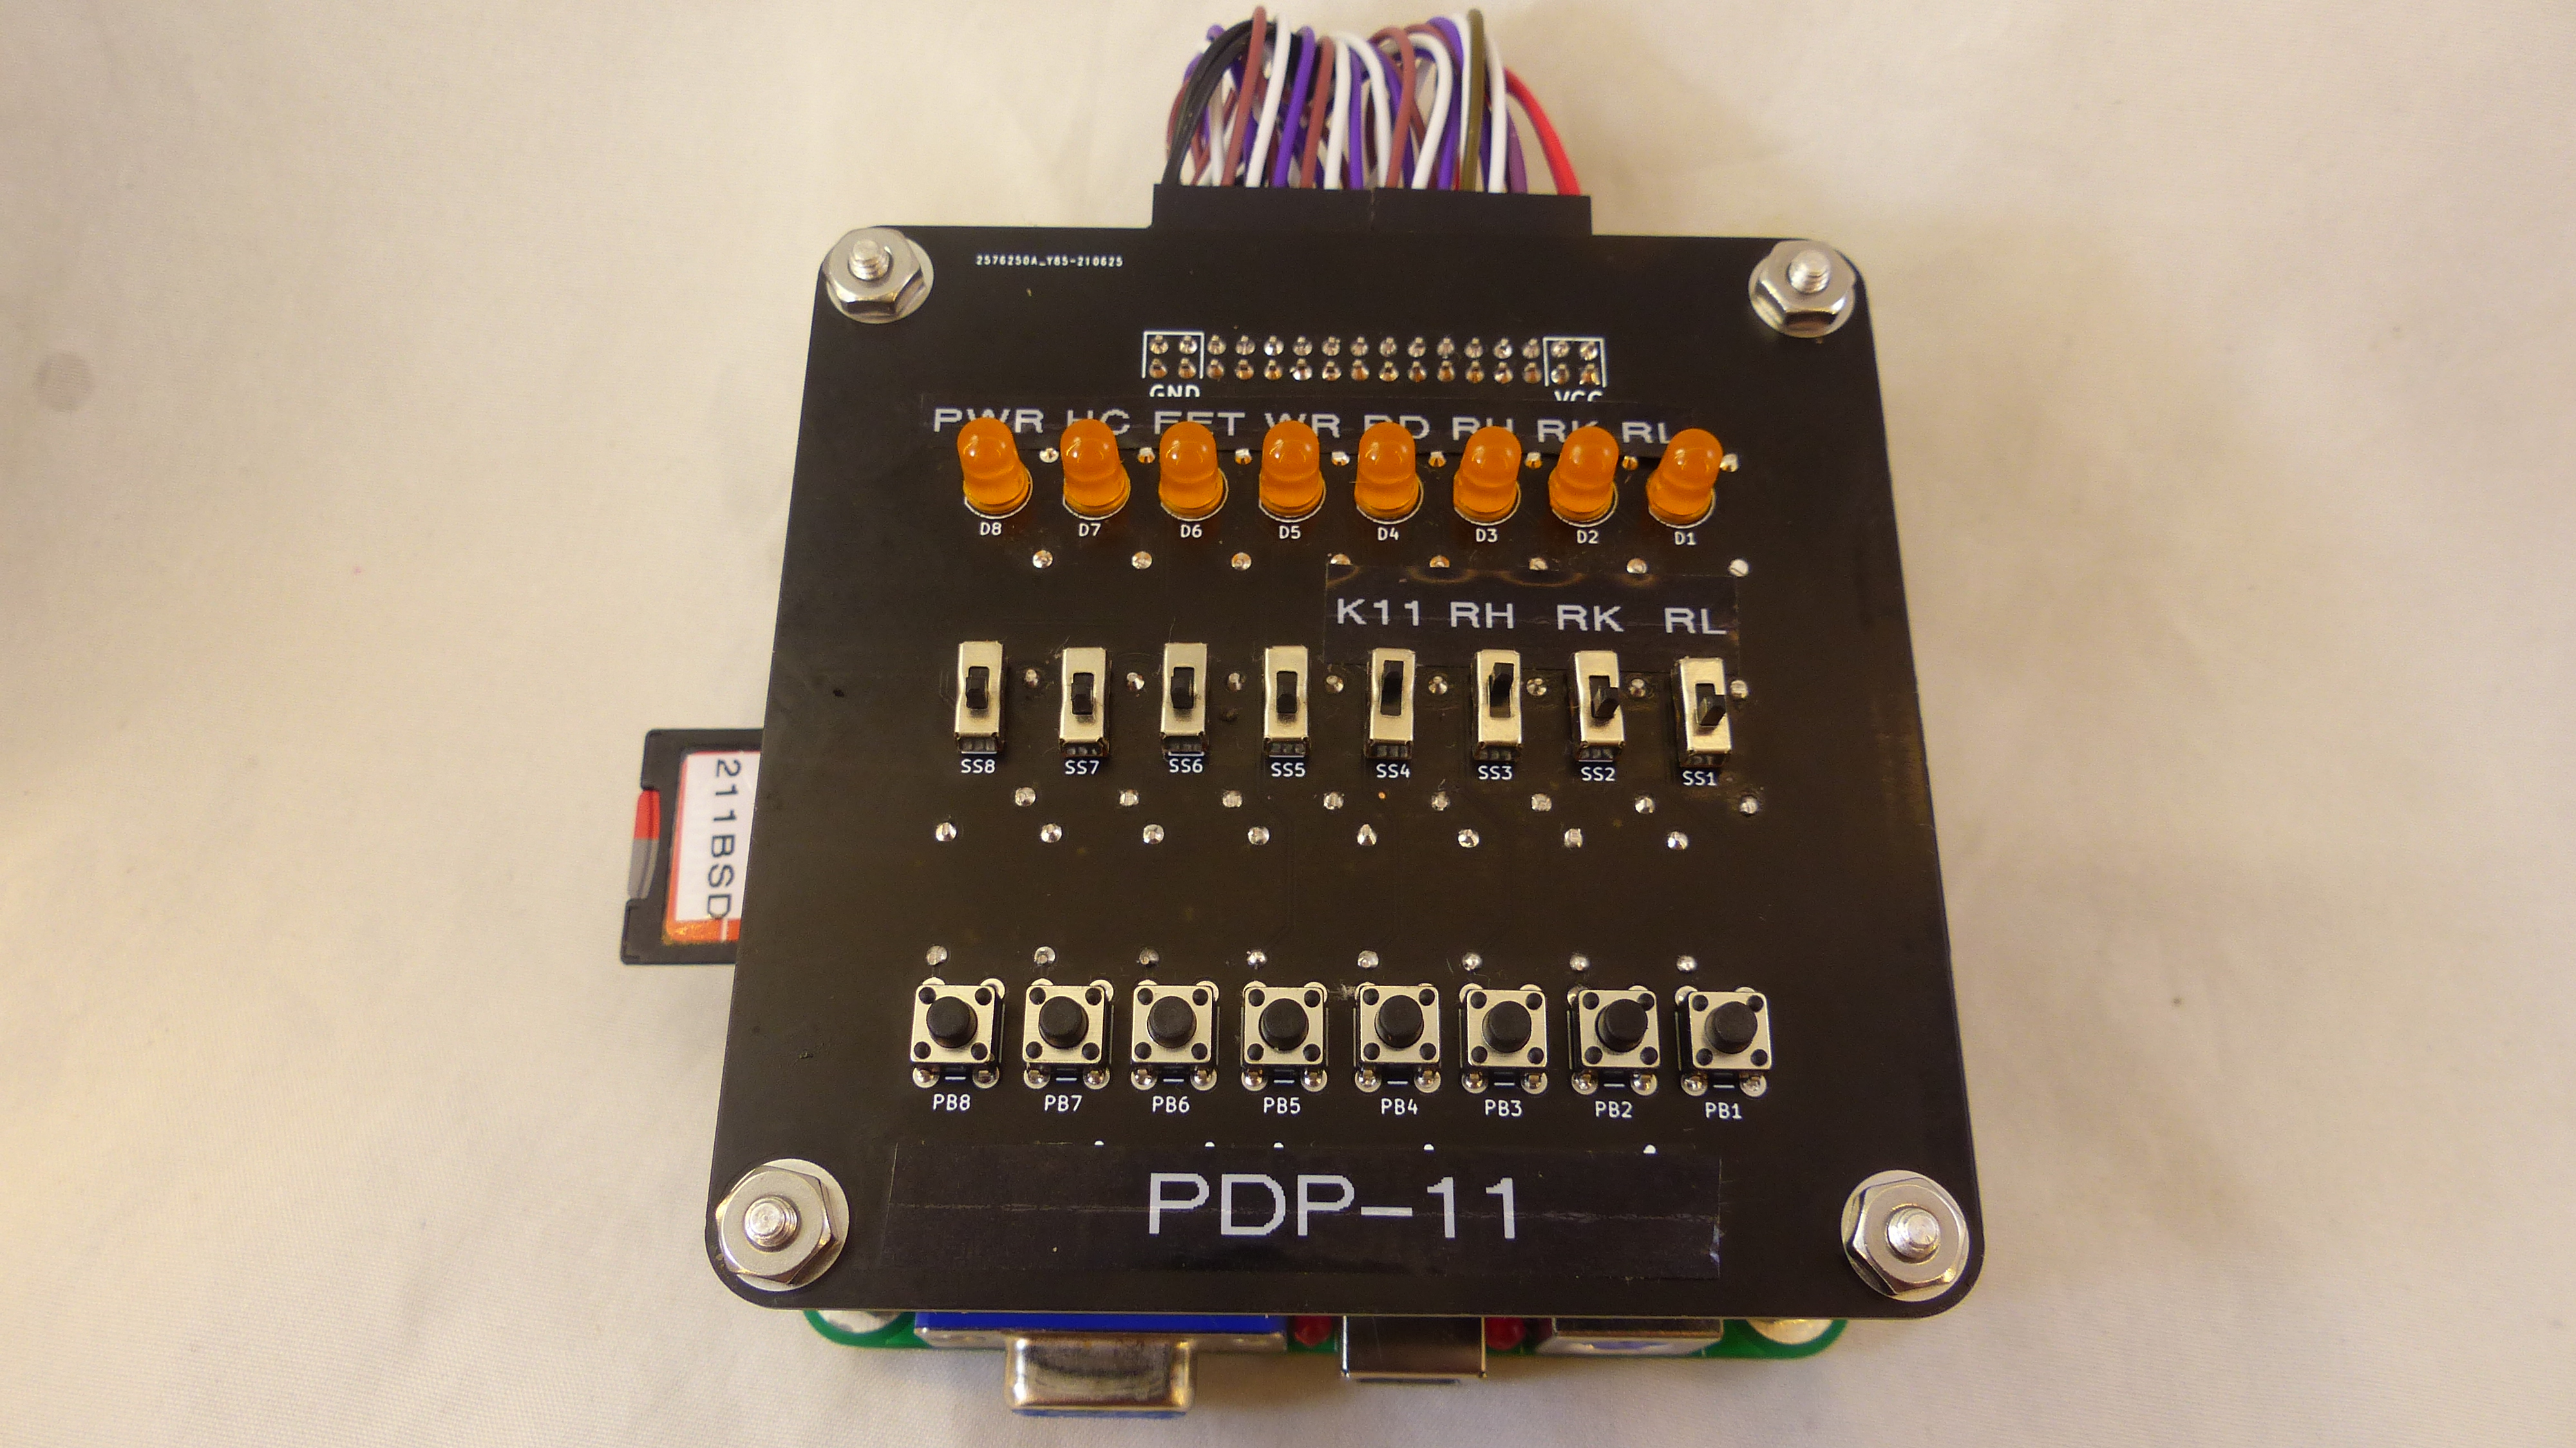 2576250A_Y85-210625
GND VCC
PWR HC FET WR RD RH RK RL
D8 D7 D6 D5 D4 D3 D2 D1
K11 RH RK RL
SS8 SS7 SS6 SS5 SS4 SS3 SS2 SS1
211BSD
PB8 PB7 PB6 PB5 PB4 PB3 PB2 PB1
PDP-11